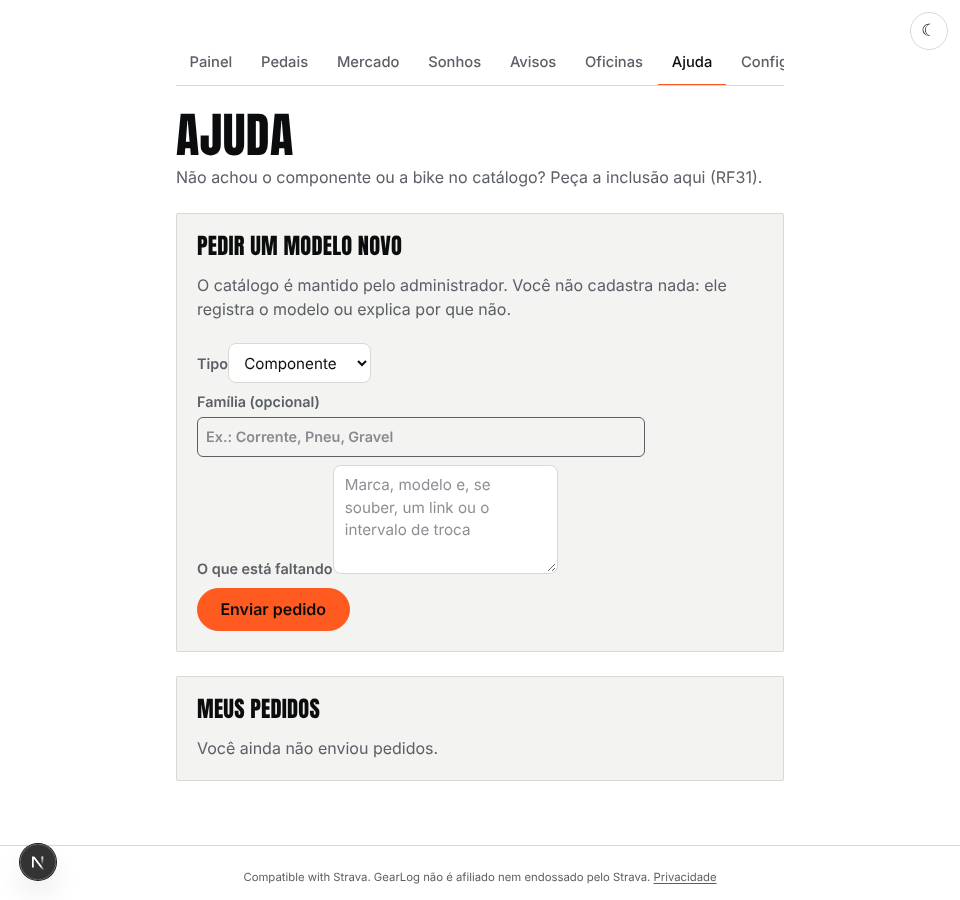 Painel Pedais Mercado Sonhos Avisos Oficinas Ajuda Config
AJUDA
Não achou o componente ou a bike no catálogo? Peça a inclusão aqui (RF31).
PEDIR UM MODELO NOVO
O catálogo é mantido pelo administrador. Você não cadastra nada: ele
registra o modelo ou explica por que não.
Tipo Componente
Família (opcional)
Ex.: Corrente, Pneu, Gravel
Marca, modelo e, se
souber, um link ou o
intervalo de troca
O que está faltando
Enviar pedido
MEUS PEDIDOS
Você ainda não enviou pedidos.
N
Compatible with Strava. GearLog não é afiliado nem endossado pelo Strava. Privacidade